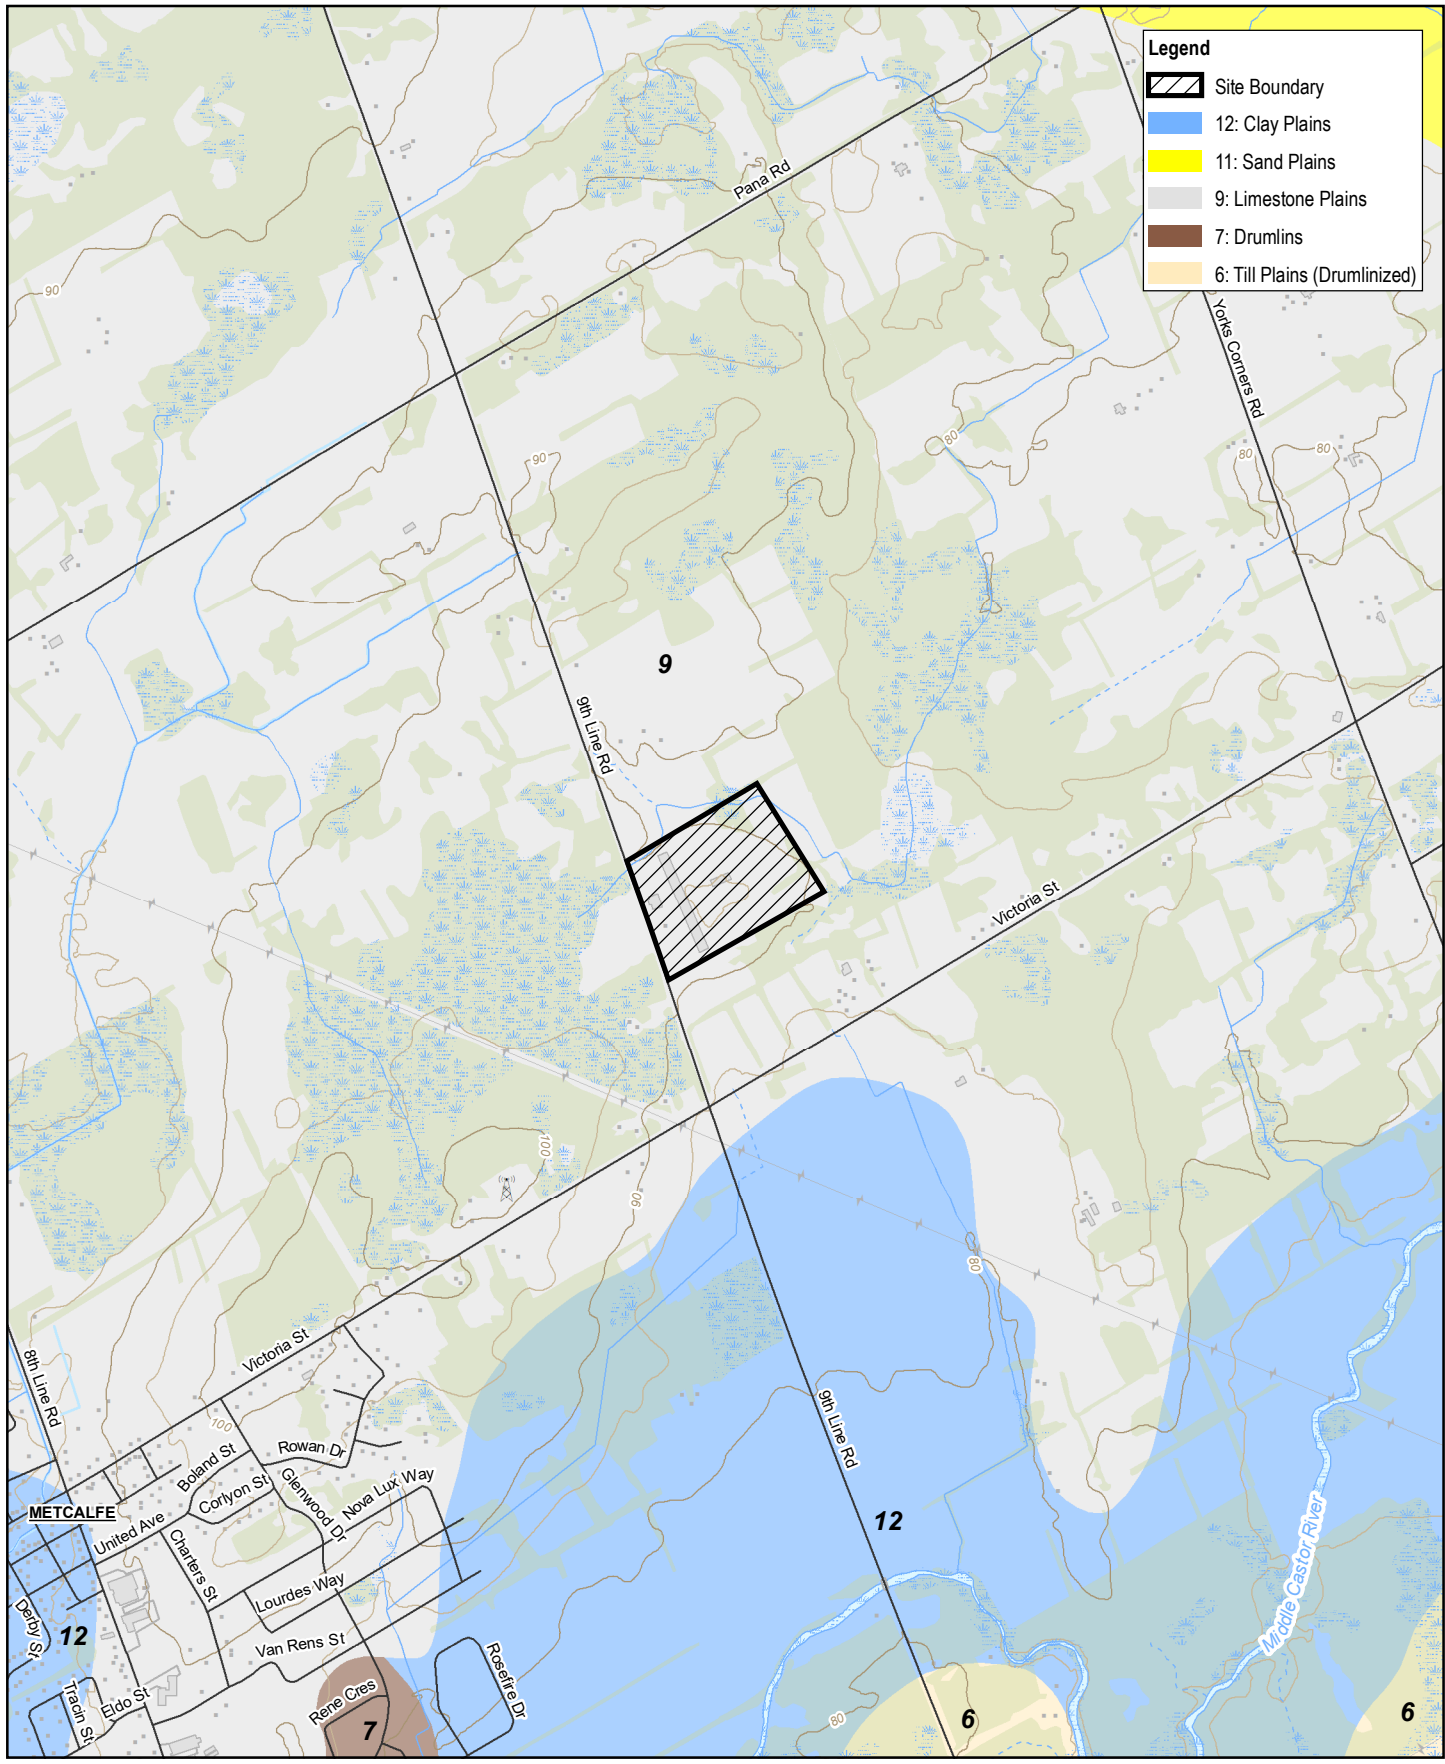 Legend
Site Boundary
12: Clay Plains
11: Sand Plains
9: Limestone Plains
7: Drumlins
6: Till Plains (Drumlinized)
Pana Rd
90
Yorks Corners Rd
80
80
80
90
9
9th Line Rd
Victoria St
100
90
80
8th Line Rd
Victoria St
9th Line Rd
100
Boland St
Rowan Dr
Corlyon St
Glenwood Dr
Nova Lux Way
METCALFE
United Ave
Charters St
12
Middle Castor River
Lourdes Way
Derby St
12
Van Rens St
Rosefire Dr
Tracin St
Eldo St
Rene Cres
7
80
6
6